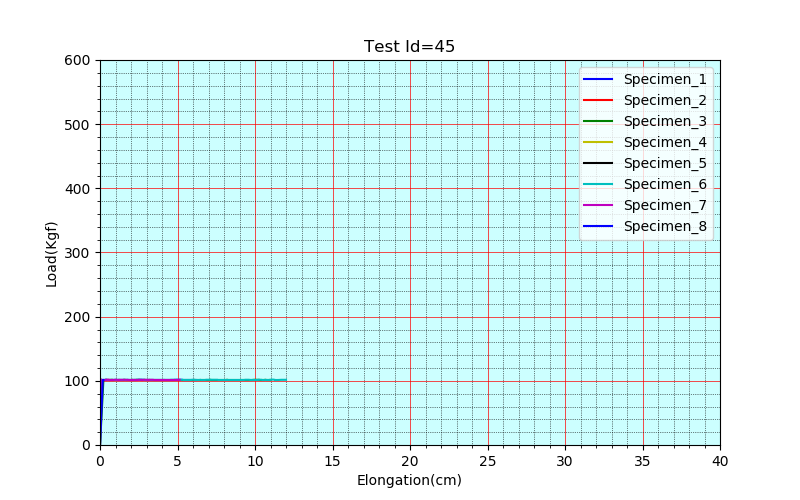 Test Id=45
600
500
400
300
200
100
0
Load(Kgf)
Specimen_1
Specimen_2
Specimen_3
Specimen_4
Specimen_5
Specimen_6
Specimen_7
Specimen_8
0 5 10 15 20 25 30 35 40
Elongation(cm)